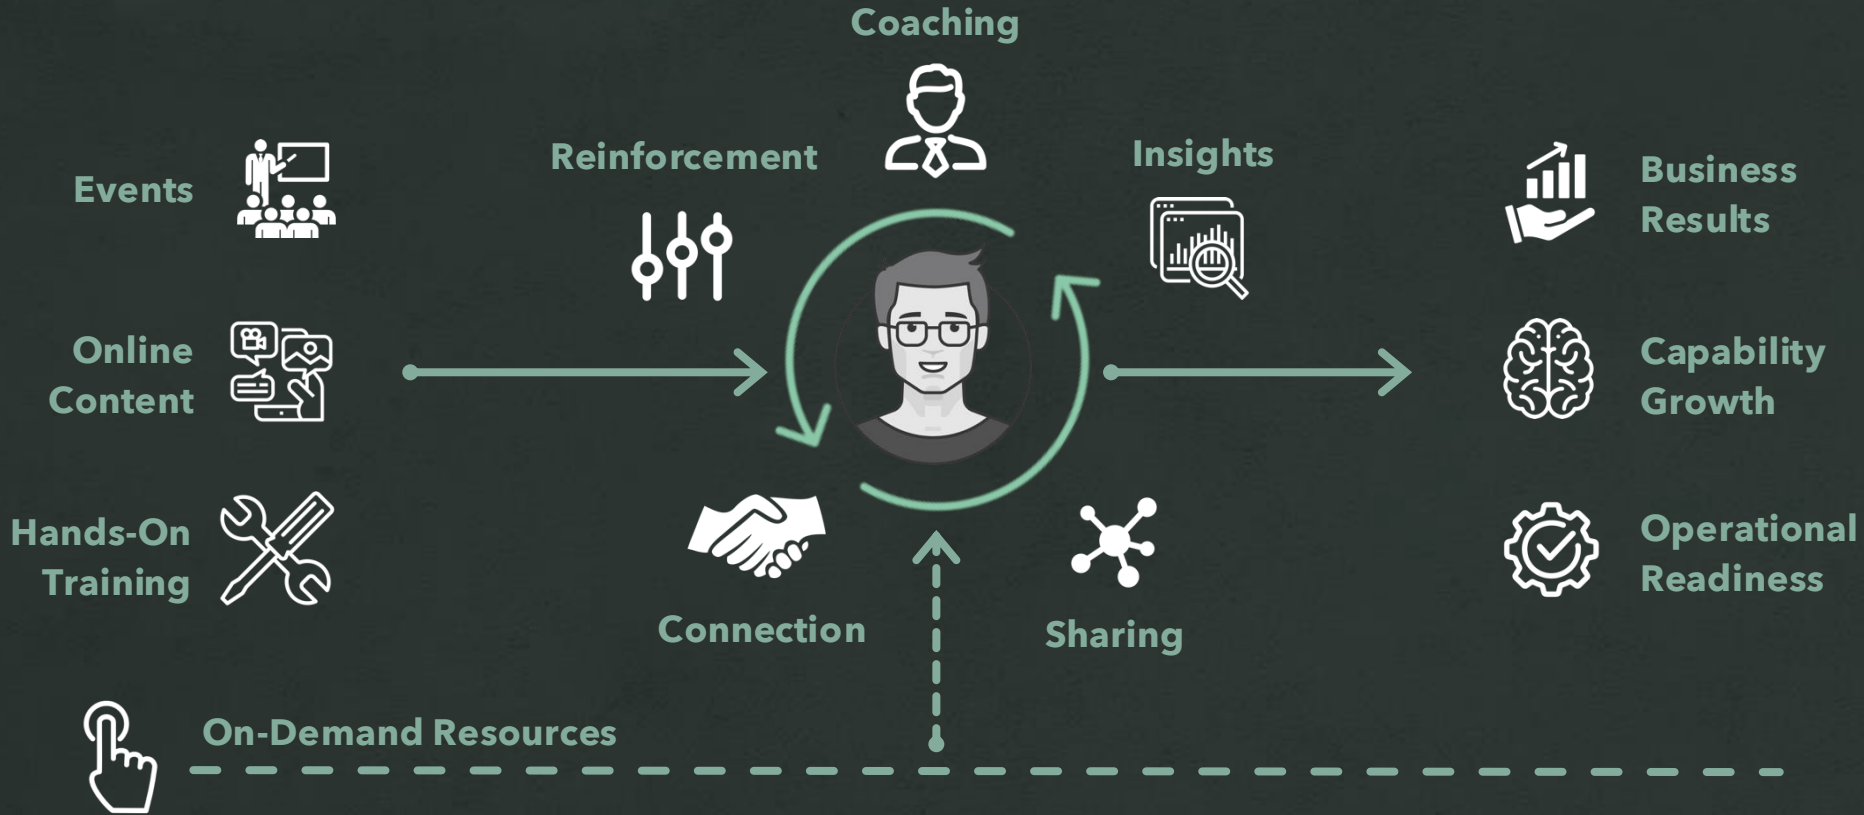 Coaching
Reinforcement
Insights
Events
Business
Results
Online
Content
Capability
Growth
Hands-On
Training
Operational
Readiness
Connection
Sharing
On-Demand Resources